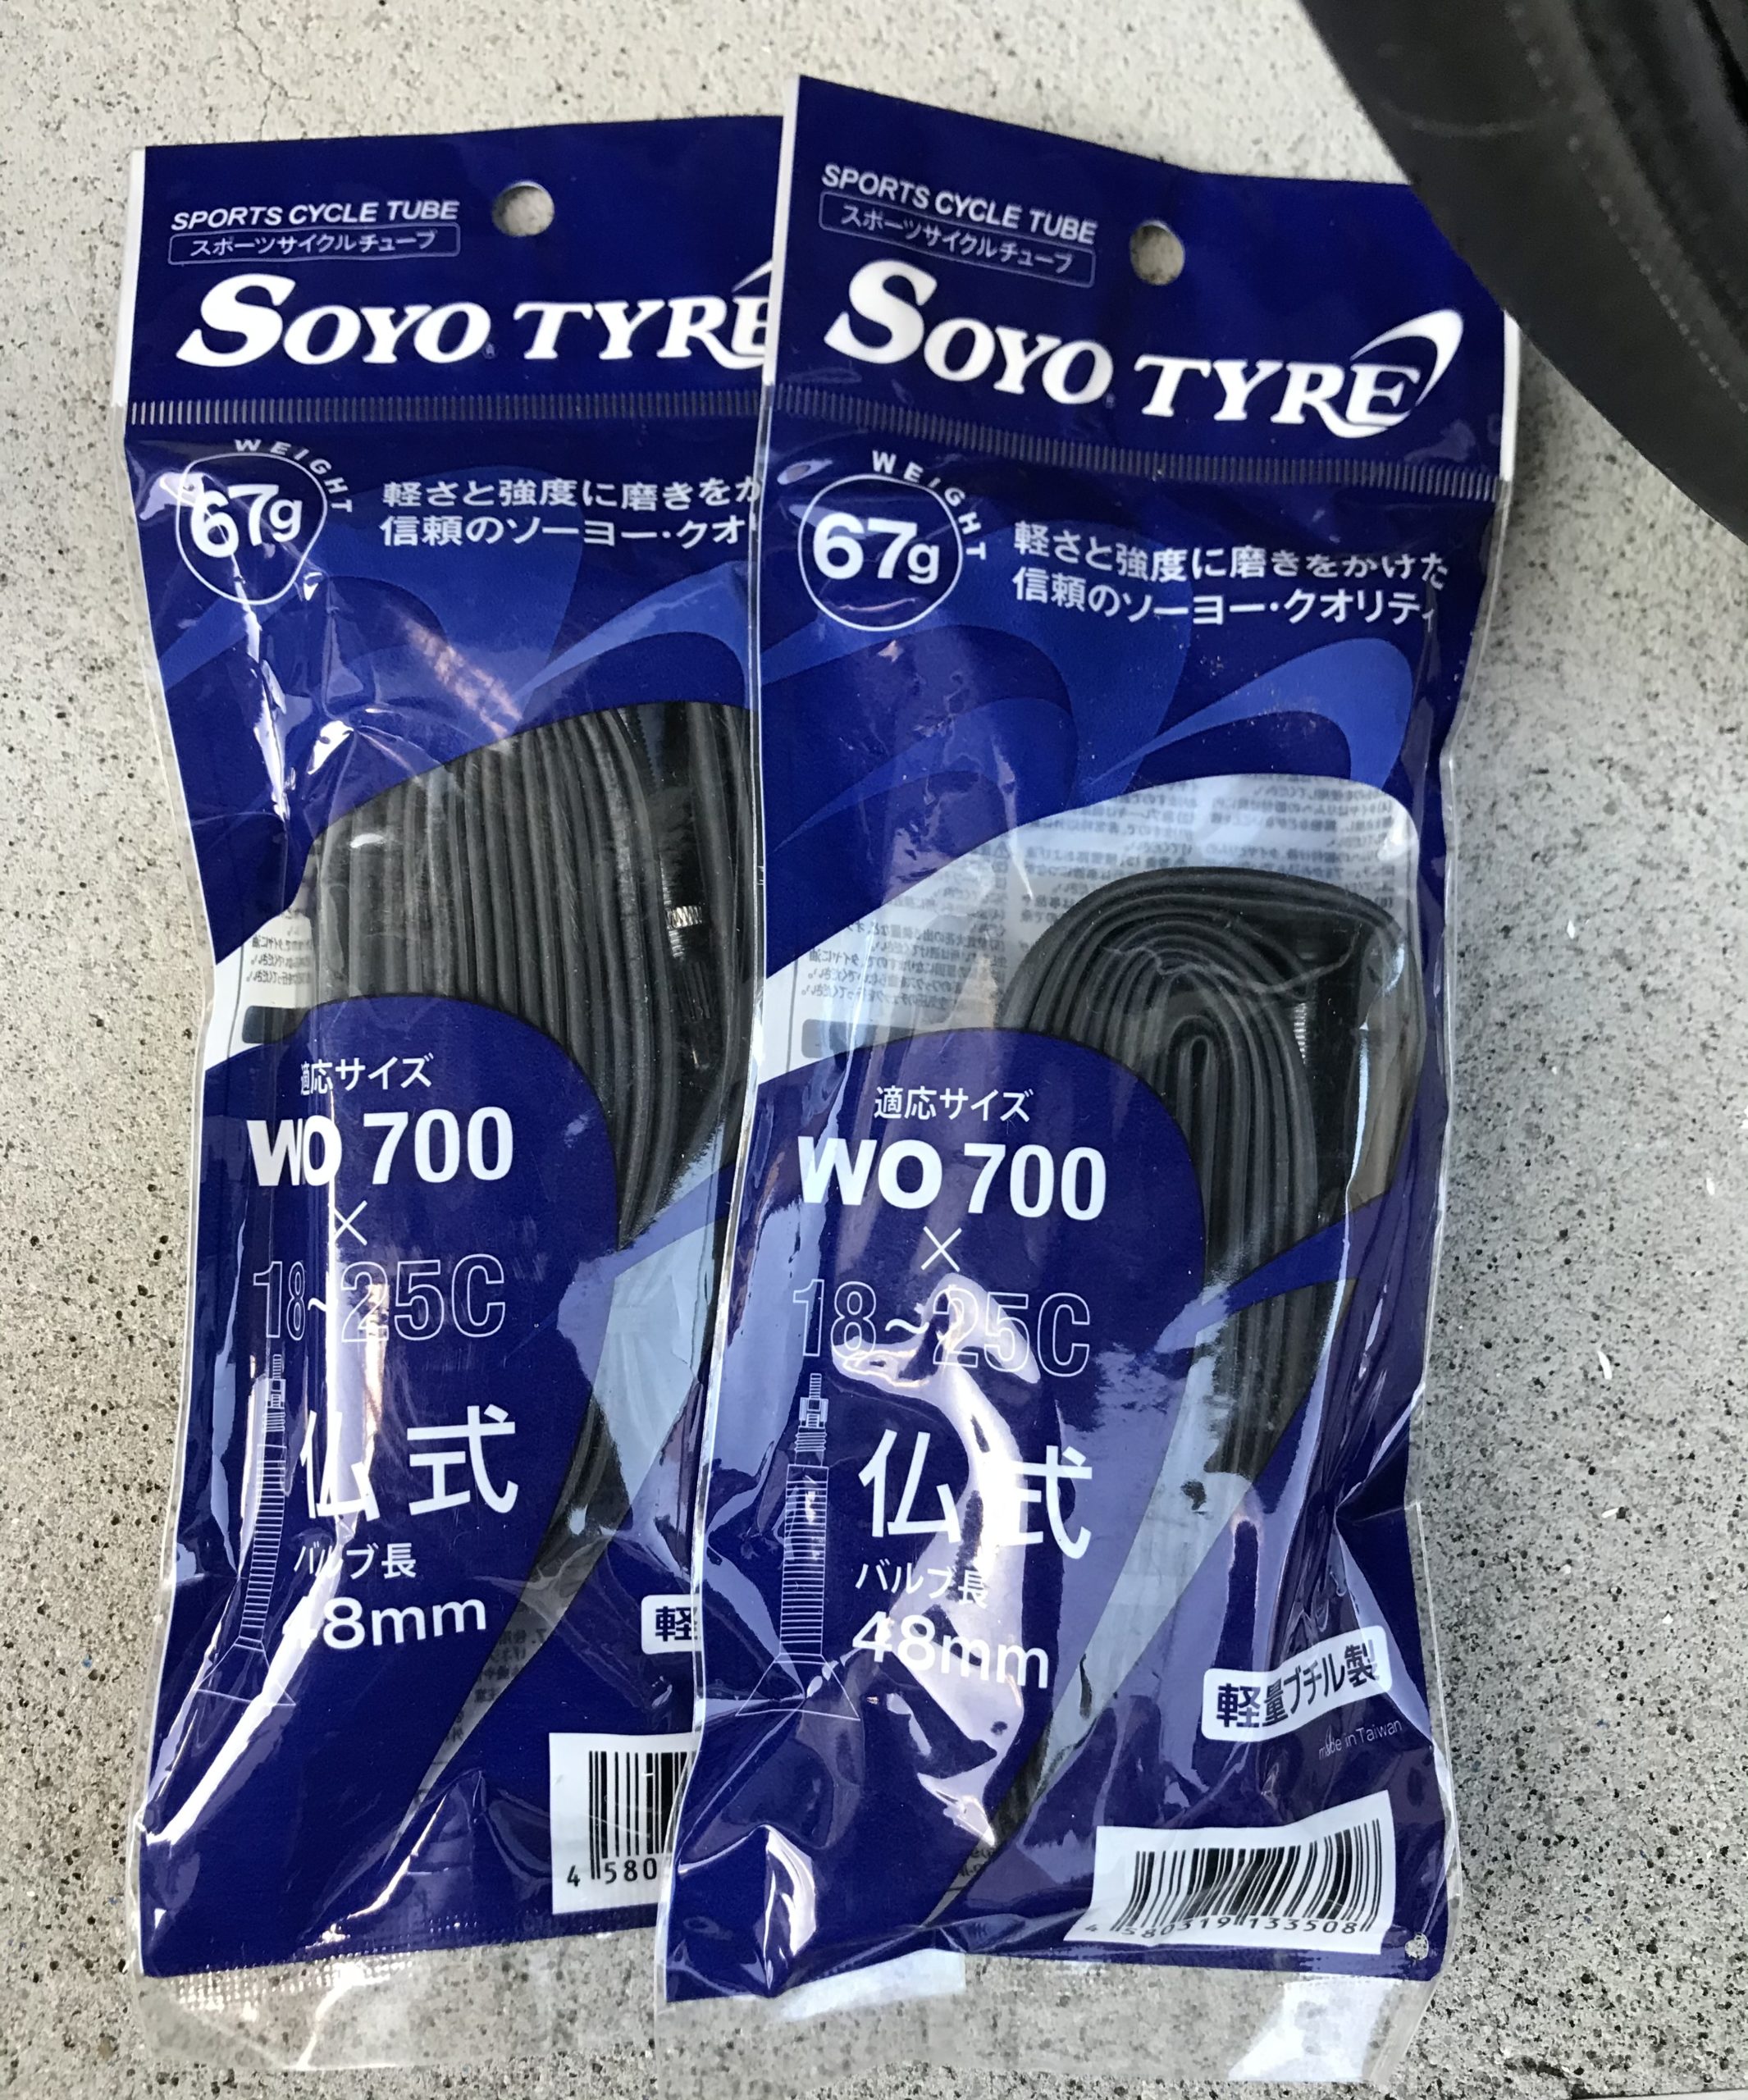 SPORTS CYCLE TUBE
スポーツサイクルチューブ
SOYO TYRE
WEIGHT
67g
軽さと強度に磨きをか
信頼のソーヨー・クオ
適応サイズ
WO 700
×
18~25C
仏式
バルブ長
48mm
軽
4 580
SPORTS CYCLE TUBE
スポーツサイクルチューブ
SOYO TYRE
WEIGHT
67g
軽さと強度に磨きをかけた
信頼のソーヨー・クオリティ
適応サイズ
WO 700
×
18~25C
仏式
バルブ長
48mm
軽量ブチル製
made in Taiwan
4 580319 133508